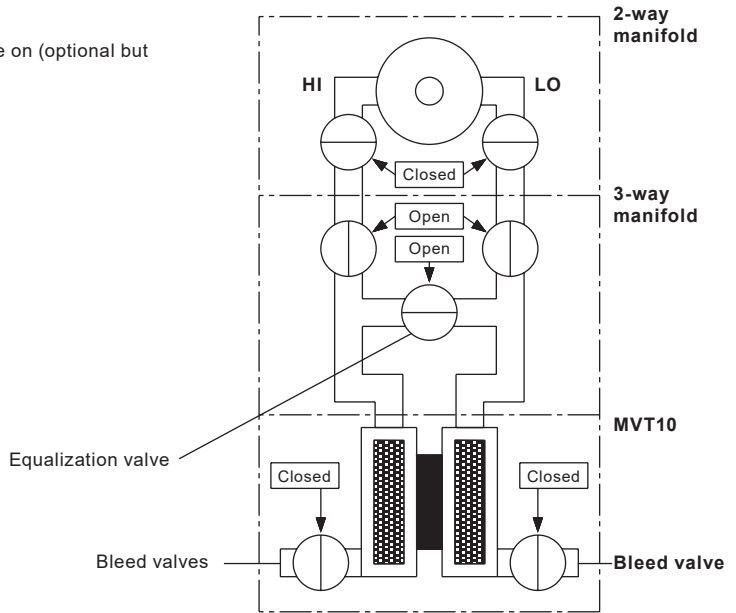 2-way
manifold
e on (optional but
HI
LO
Closed
3-way
manifold
Open
Open
MVT10
Equalization valve
Closed
Closed
Bleed valves
Bleed valve